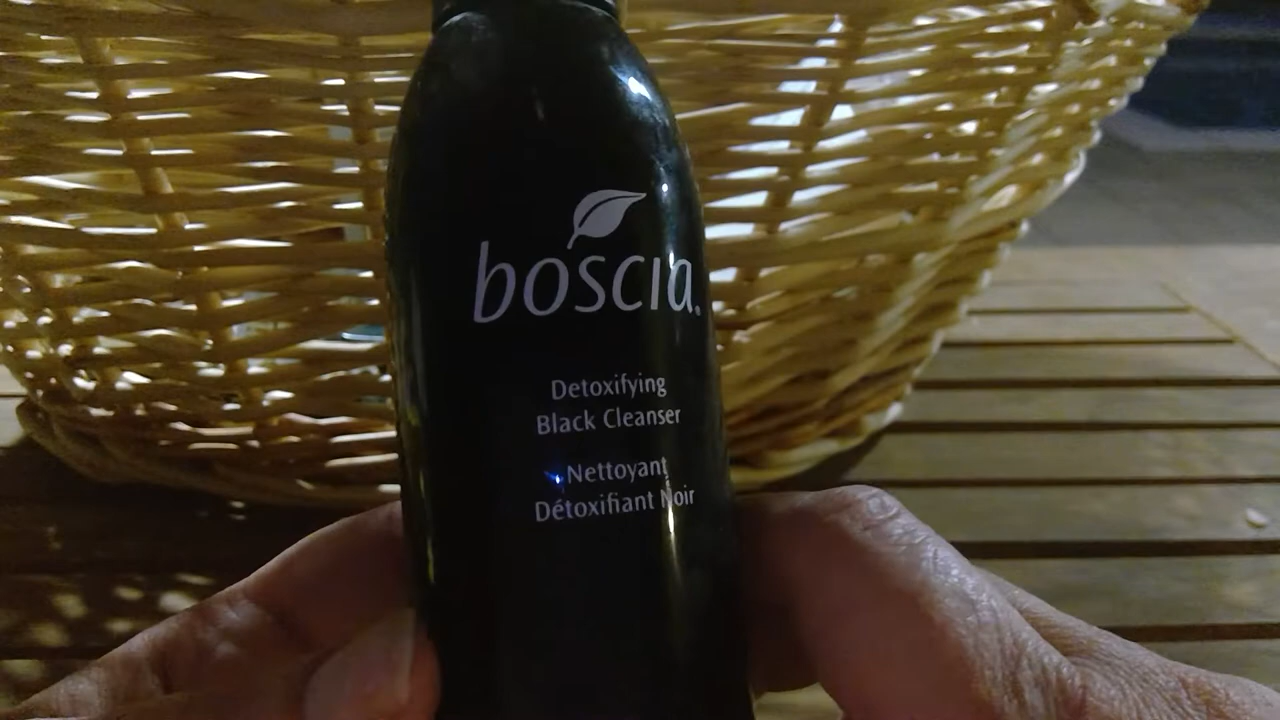 boscia.
Detoxifying
Black Cleanser
Nettoyant
Détoxifiant Noir